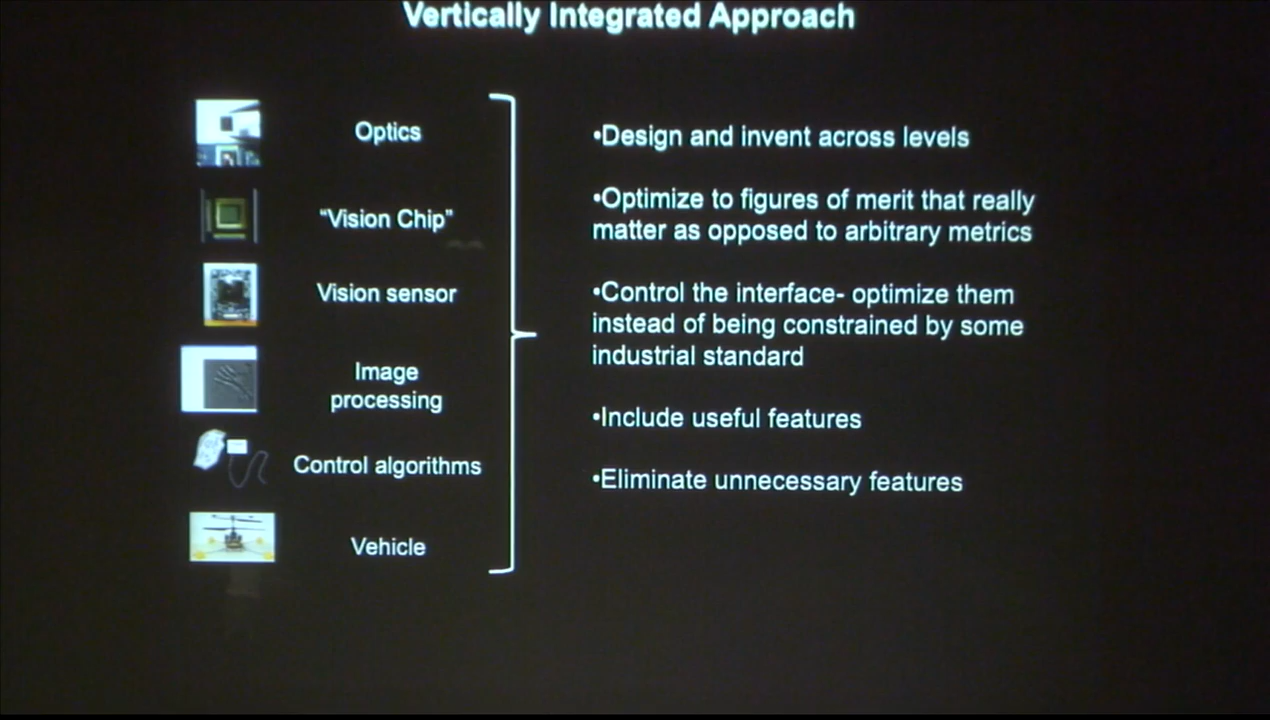 Vertically Integrated Approach
Optics
“Vision Chip”
Vision sensor
Image
processing
Control algorithms
Vehicle
•Design and invent across levels
•Optimize to figures of merit that really
matter as opposed to arbitrary metrics
•Control the interface- optimize them
instead of being constrained by some
industrial standard
•Include useful features
•Eliminate unnecessary features